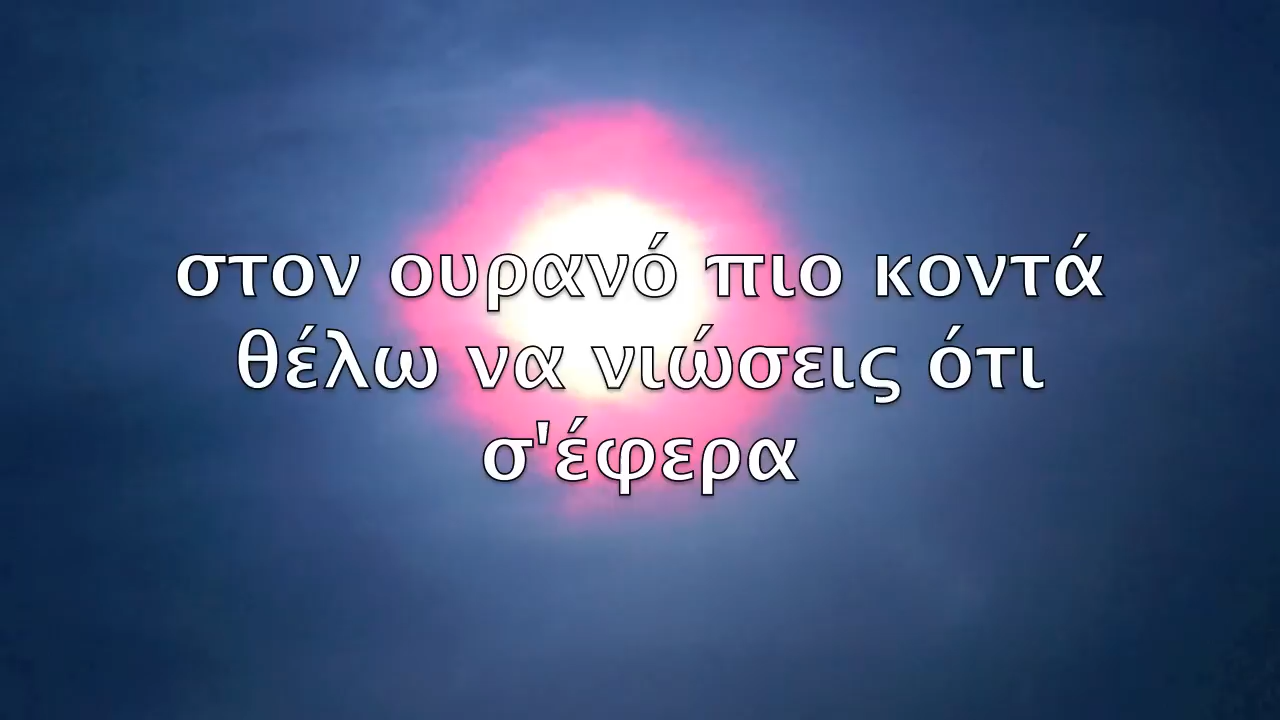 στον ουρανό πιο κοντά
θέλω να νιώσεις ότι
σ'έφερα